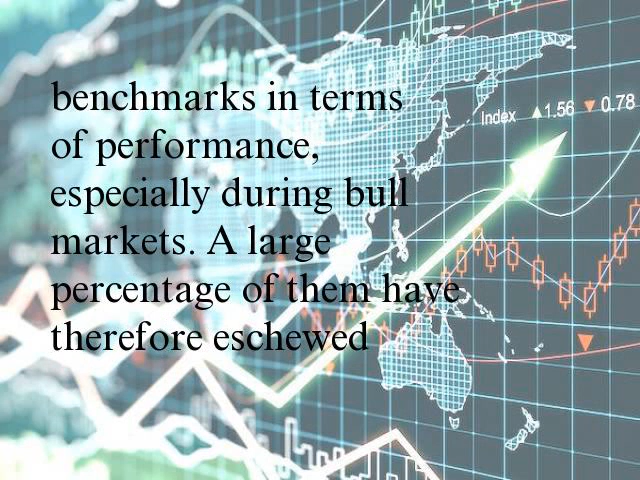 benchmarks in terms
of performance,
especially during bull
markets. A large
percentage of them have
therefore eschewed
Index ▲1.56 ▼0.78